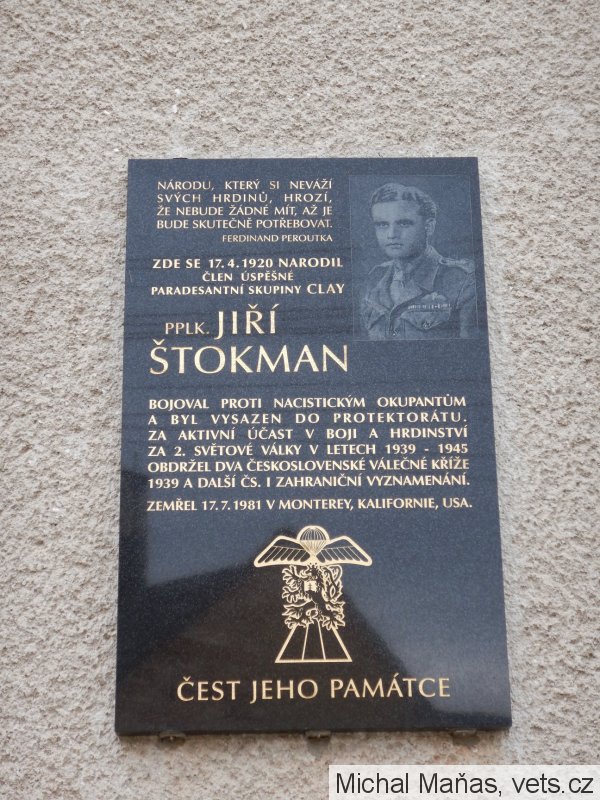 NÁRODU, KTERÝ SI NEVÁŽÍ
SVÝCH HRDINŮ, HROZÍ,
ŽE NEBUDE ŽÁDNÉ MÍT, AŽ JE
BUDE SKUTEČNĚ POTŘEBOVAT.
FERDINAND PEROUTKA
ZDE SE 17. 4. 1920 NARODIL
ČLEN ÚSPĚŠNÉ
PARADESANTNÍ SKUPINY CLAY
PPLK. JIŘÍ
ŠTOKMAN
BOJOVAL PROTI NACISTICKÝM OKUPANTŮM
A BYL VYSAZEN DO PROTEKTORÁTU.
ZA AKTIVNÍ ÚČAST V BOJI A HRDINSTVÍ
ZA 2. SVĚTOVÉ VÁLKY V LETECH 1939 - 1945
OBDRŽEL DVA ČESKOSLOVENSKÉ VÁLEČNÉ KŘÍŽE
1939 A DALŠÍ ČS. I ZAHRANIČNÍ VYZNAMENÁNÍ.
ZEMŘEL 17. 7. 1981 V MONTEREY, KALIFORNIE, USA.
ČEST JEHO PAMÁTCE
Michal Maňas, vets.cz